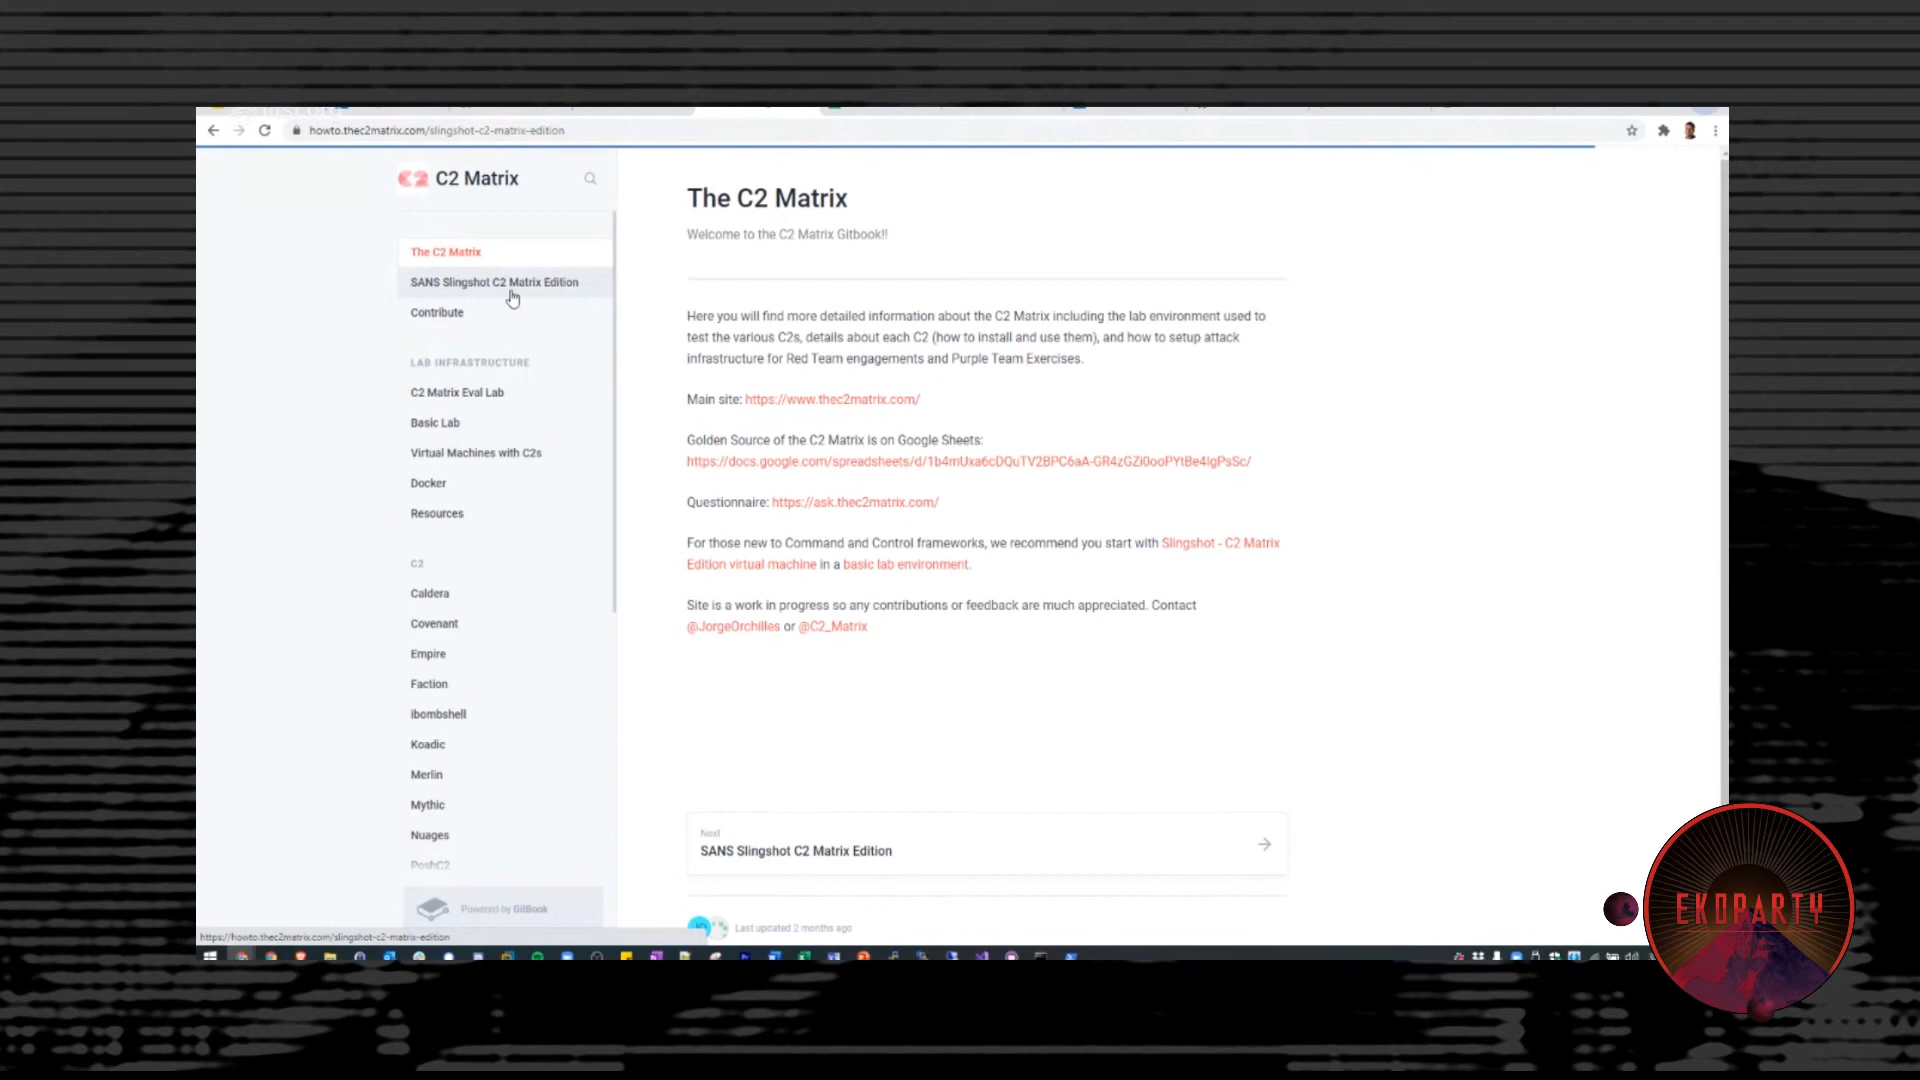 howto.thec2matrix.com/slingshot-c2-matrix-edition
C2 Matrix
The C2 Matrix
SANS Slingshot C2 Matrix Edition
Contribute
LAB INFRASTRUCTURE
C2 Matrix Eval Lab
Basic Lab
Virtual Machines with C2s
Docker
Resources
C2
Caldera
Covenant
Empire
Faction
ibombshell
Koadic
Merlin
Mythic
Nuages
PoshC2
Powered by GitBook
https://howto.thec2matrix.com/slingshot-c2-matrix-edition
The C2 Matrix
Welcome to the C2 Matrix Gitbook!!
Here you will find more detailed information about the C2 Matrix including the lab environment used to
test the various C2s, details about each C2 (how to install and use them), and how to setup attack
infrastructure for Red Team engagements and Purple Team Exercises.
Main site: https://www.thec2matrix.com/
Golden Source of the C2 Matrix is on Google Sheets:
https://docs.google.com/spreadsheets/d/1b4mUxa6cDQuTV2BPC6aA-GR4zGZi0ooPYtBe4IgPsSc/
Questionnaire: https://ask.thec2matrix.com/
For those new to Command and Control frameworks, we recommend you start with Slingshot - C2 Matrix
Edition virtual machine in a basic lab environment.
Site is a work in progress so any contributions or feedback are much appreciated. Contact
@JorgeOrchilles or @C2_Matrix
Next
SANS Slingshot C2 Matrix Edition
Last updated 2 months ago
EKOPARTY